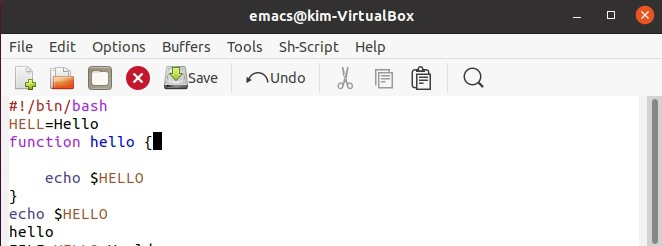 emacs@kim-VirtualBox
File Edit Options Buffers Tools Sh-Script Help
Save Undo
#!/bin/bash
HELL=Hello
function hello {
echo $HELLO
}
echo $HELLO
hello